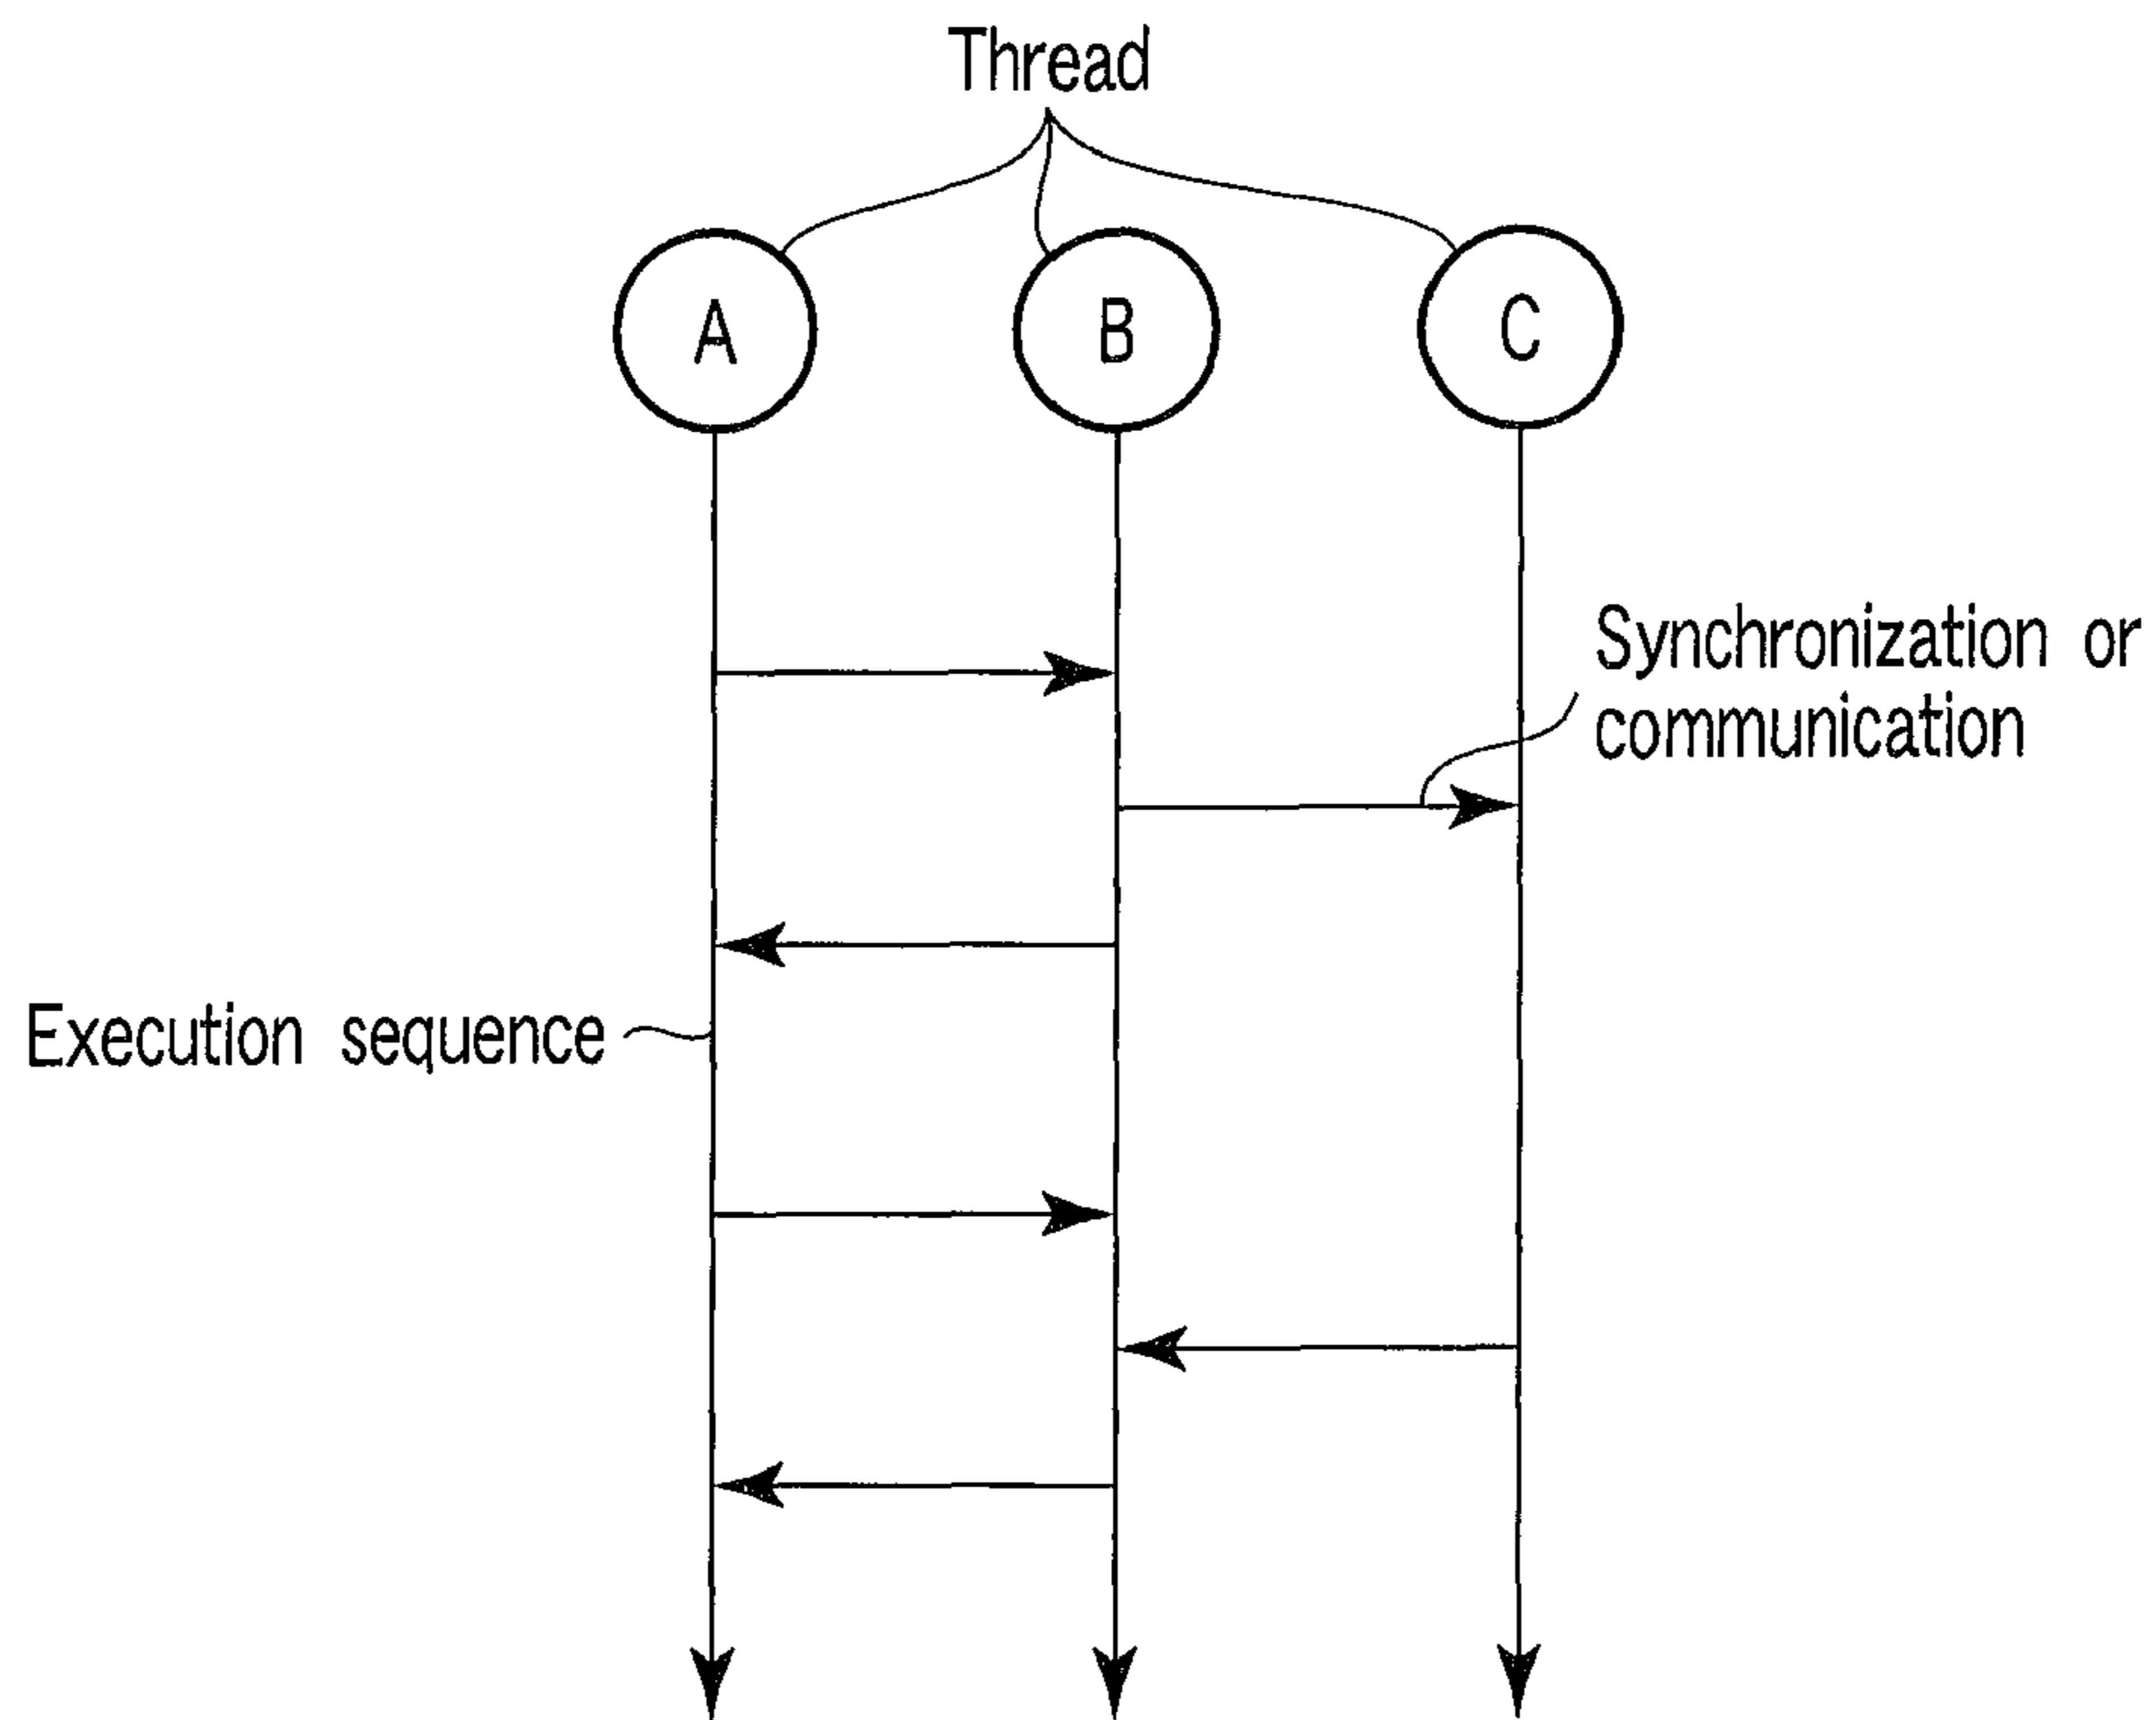 Thread
A
B
C
Synchronization or
communication
Execution sequence